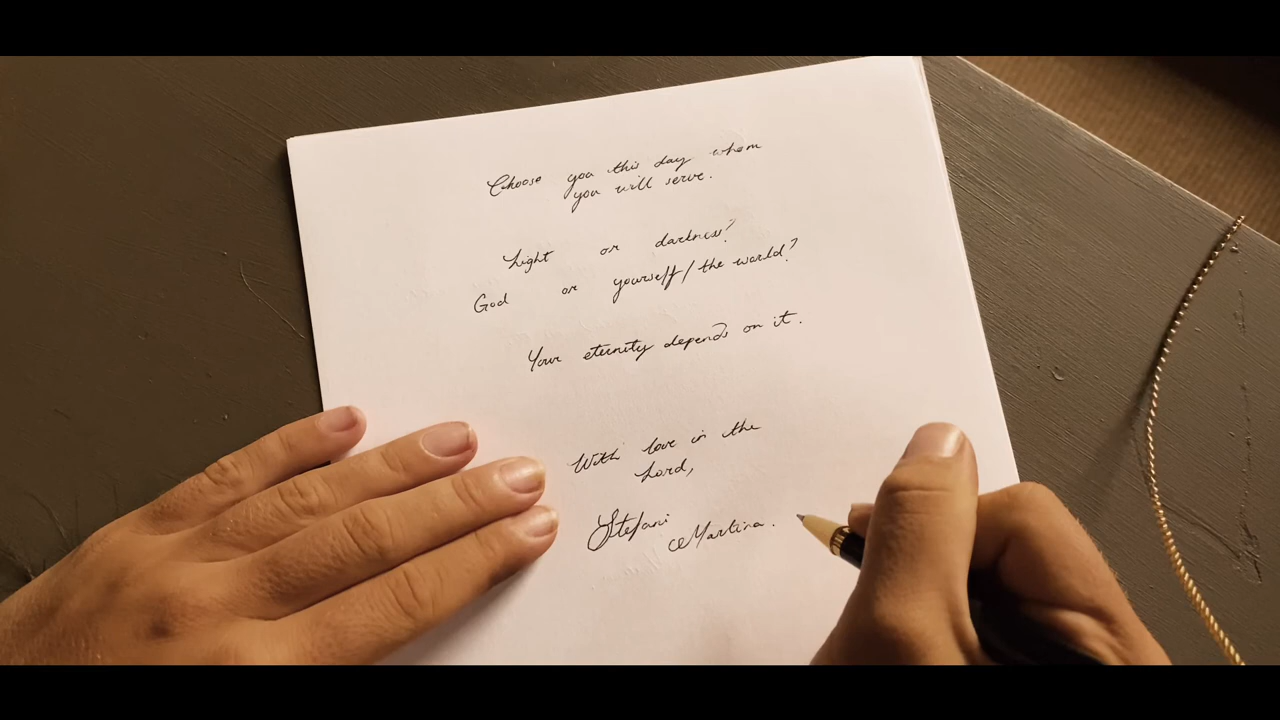 Choose you this day whom
you will serve.
Light or darkness?
God or yourself/the world?
Your eternity depends on it.
With love in the
Lord,
Stefani Martina.